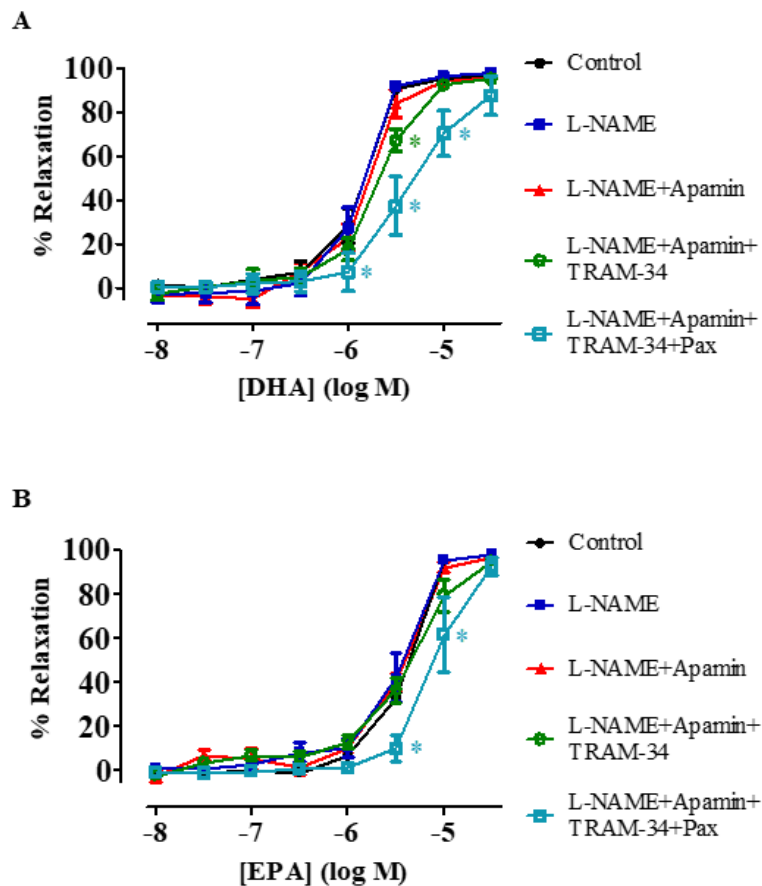 A
100
80
60
40
20
0
% Relaxation
-8
-7
-6
-5
[DHA] (log M)
*
*
*
*
Control
L-NAME
L-NAME+Apamin
L-NAME+Apamin+
TRAM-34
L-NAME+Apamin+
TRAM-34+Pax
B
100
80
60
40
20
0
% Relaxation
-8
-7
-6
-5
[EPA] (log M)
*
*
Control
L-NAME
L-NAME+Apamin
L-NAME+Apamin+
TRAM-34
L-NAME+Apamin+
TRAM-34+Pax